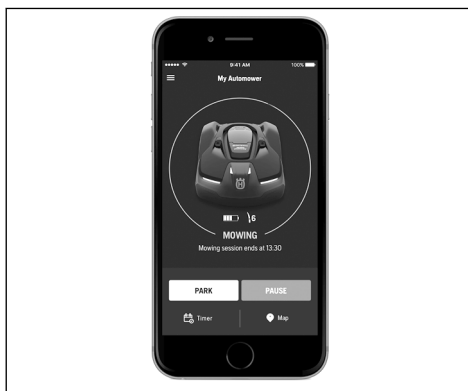 9:41 AM 100%
My Automower
6
MOWING
Mowing session ends at 13:30
PARK PAUSE
Timer Map